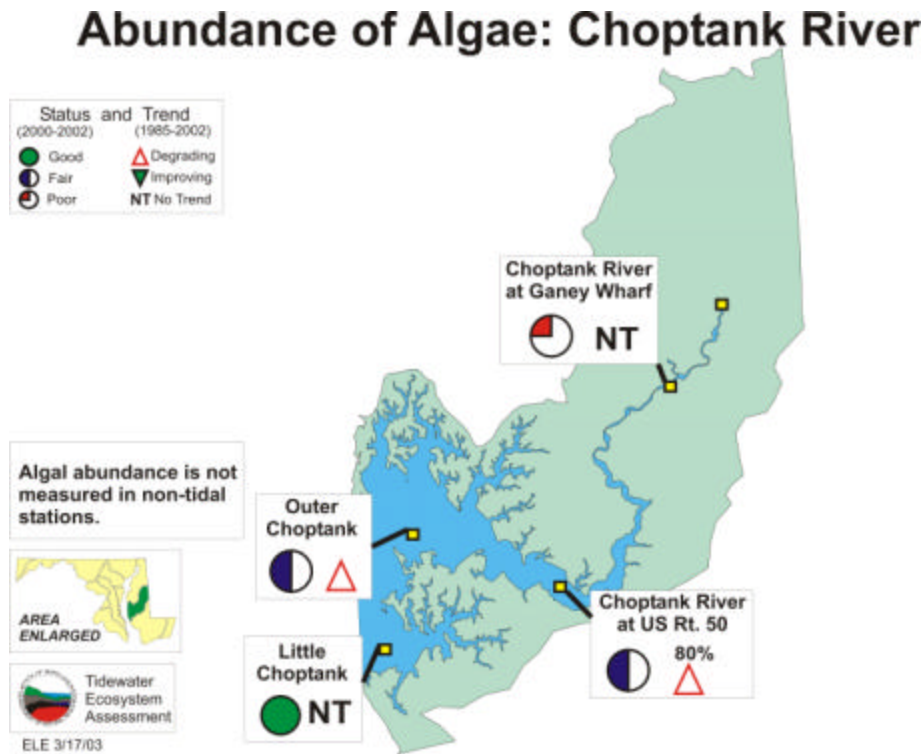 Abundance of Algae: Choptank River
Status and Trend
(2000-2002) (1985-2002)
Good Degrading
Fair Improving
Poor NT No Trend
Choptank River
at Ganey Wharf
NT
Algal abundance is not
measured in non-tidal
stations.
Outer
Choptank
AREA
ENLARGED
Choptank River
at US Rt. 50
80%
Little
Choptank
NT
Tidewater
Ecosystem
Assessment
ELE 3/17/03